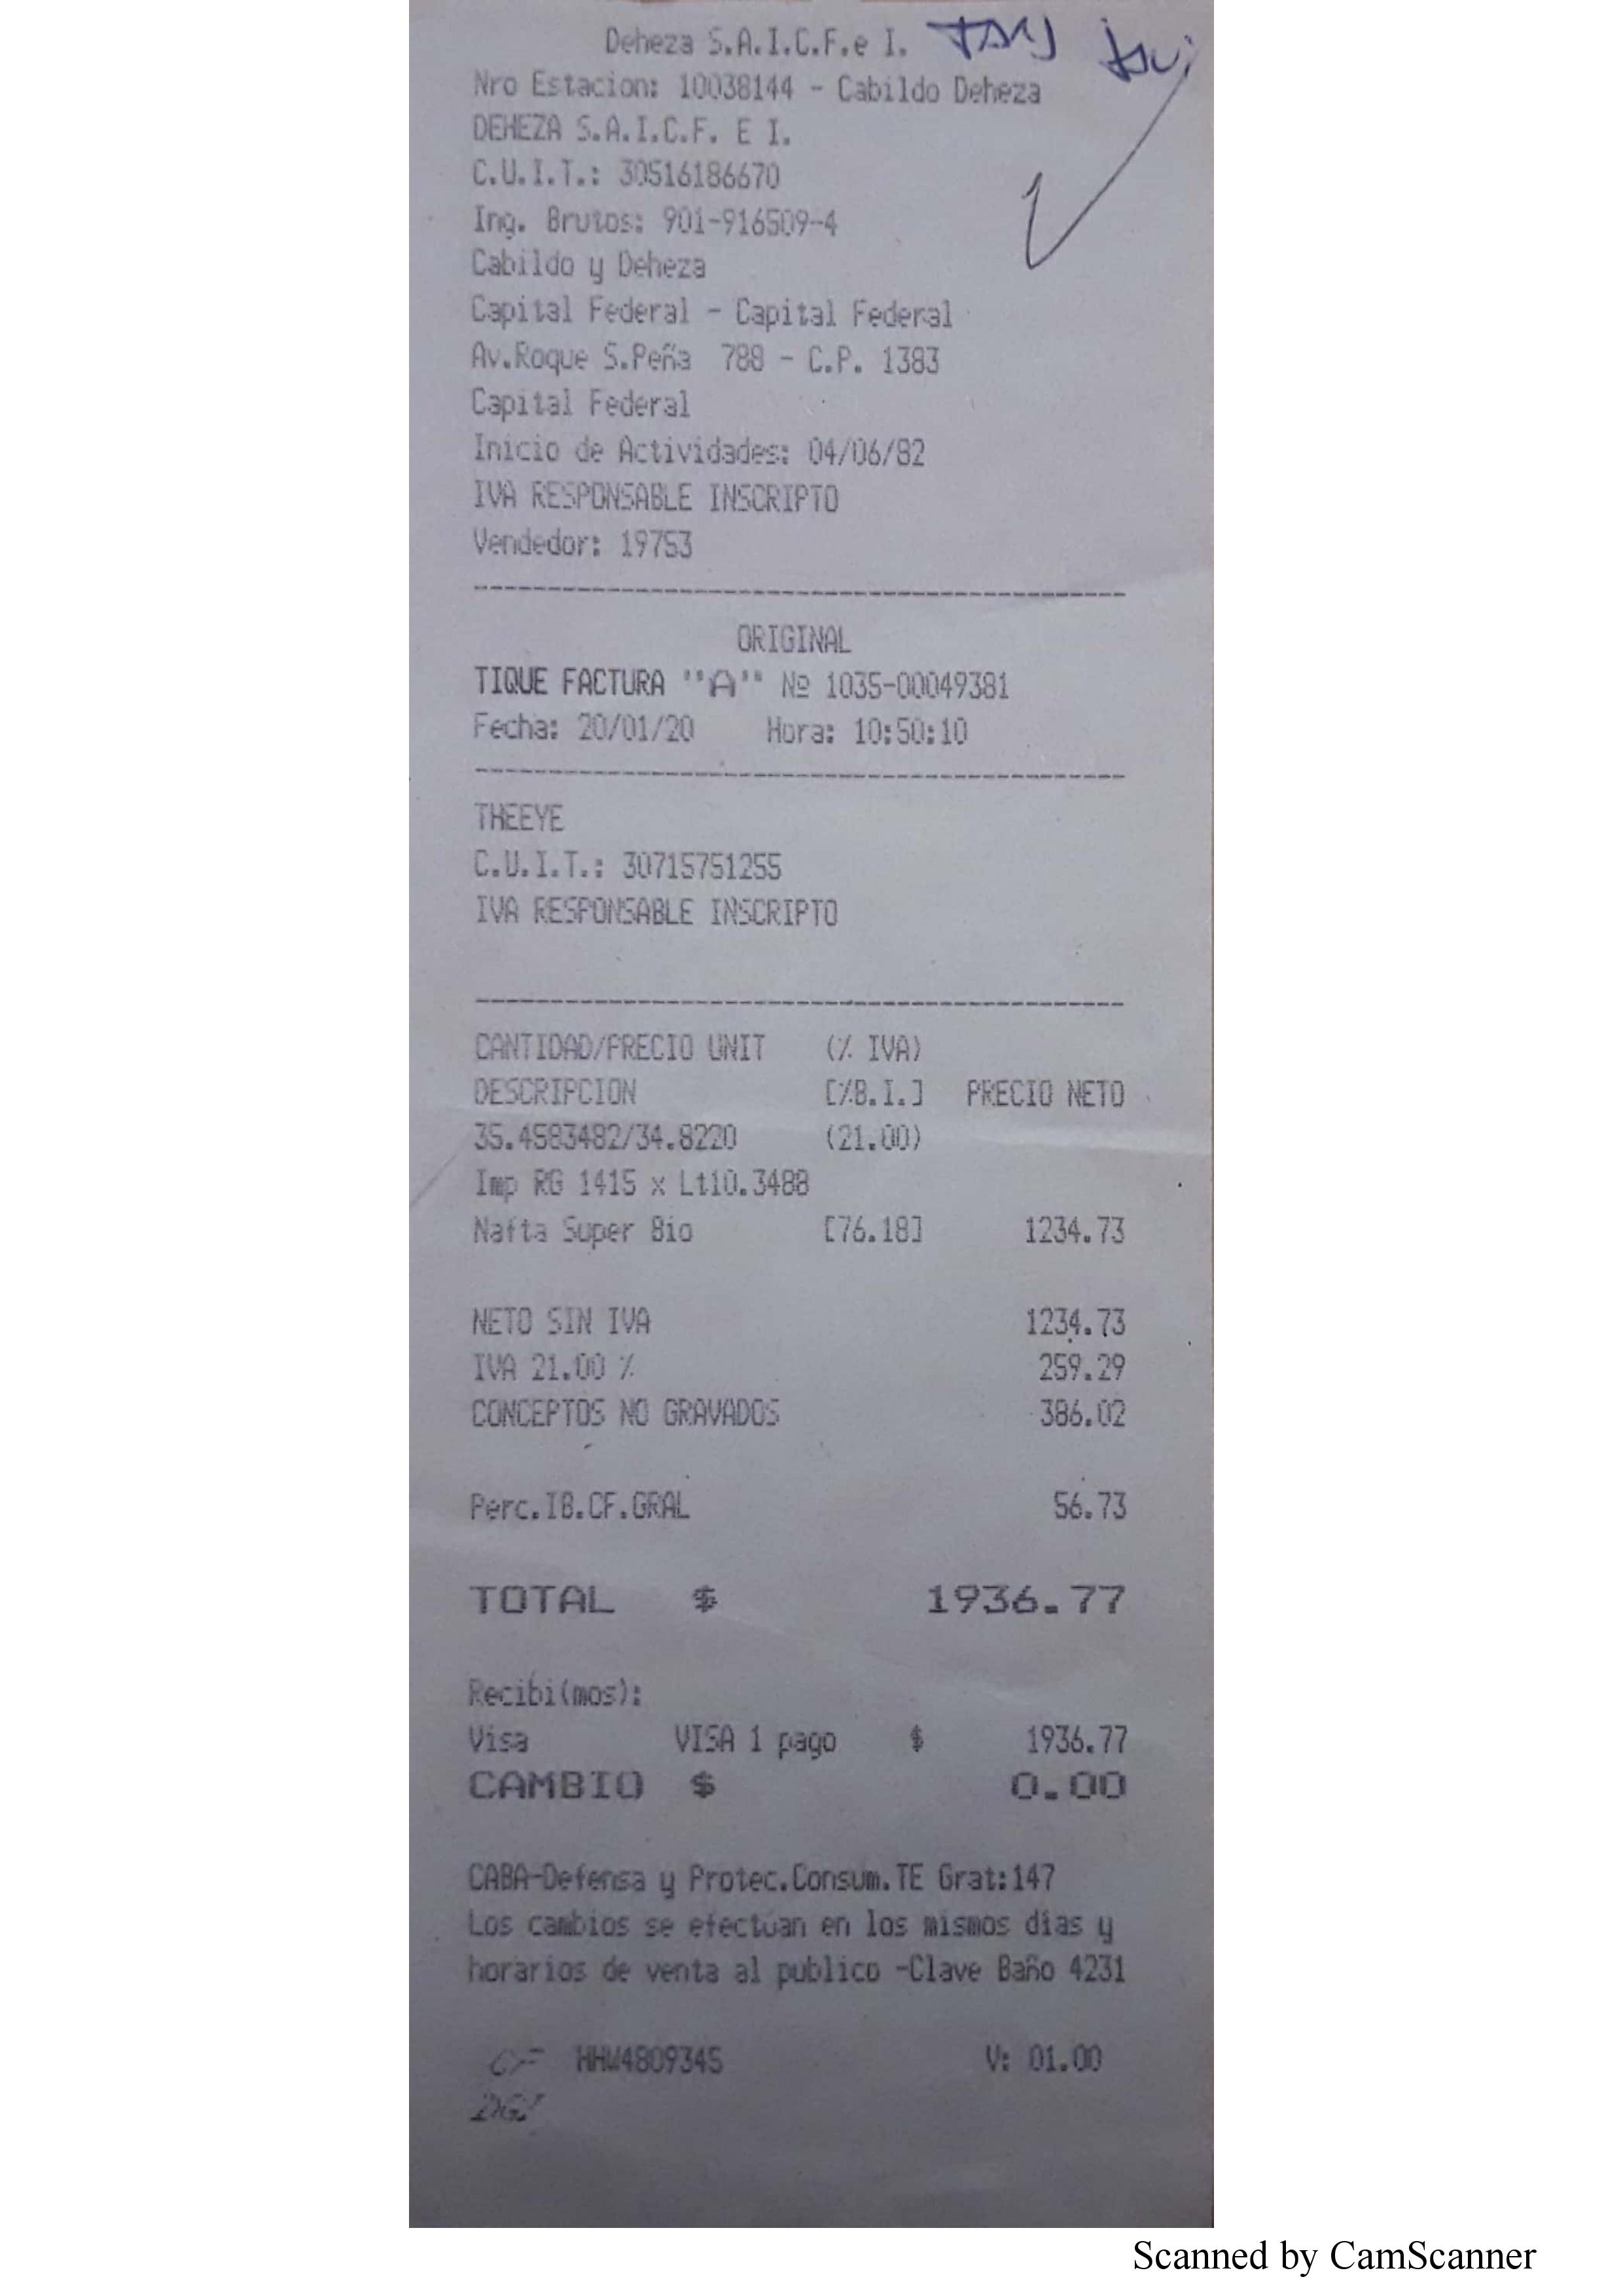 Deheza S.A.I.C.F.e I.
Nro Estacion: 10038144 - Cabildo Deheza
DEHEZA S.A.I.C.F. E I.
C.U.I.T.: 30516186670
Ing. Brutos: 901-916509-4
Cabildo y Deheza
Capital Federal - Capital Federal
Av.Roque S.Peña 788 - C.P. 1383
Capital Federal
Inicio de Actividades: 04/06/82
IVA RESPONSABLE INSCRIPTO
Vendedor: 19753
ORIGINAL
TIQUE FACTURA "A" Nº 1035-00049381
Fecha: 20/01/20 Hora: 10:50:10
THEEYE
C.U.I.T.: 30715751255
IVA RESPONSABLE INSCRIPTO
CANTIDAD/PRECIO UNIT (% IVA)
DESCRIPCION [%B.I.] PRECIO NETO
35.4583482/34.8220 (21.00)
Imp RG 1415 x Lt10.3488
Nafta Super Bio [76.18] 1234.73
NETO SIN IVA 1234.73
IVA 21.00 % 259.29
CONCEPTOS NO GRAVADOS 386.02
Perc.IB.CF.GRAL 56.73
TOTAL $ 1936.77
Recibi(mos):
Visa VISA 1 pago $ 1936.77
CAMBIO $ 0.00
CABA-Defensa y Protec.Consum.TE Grat:147
Los cambios se efectúan en los mismos dias y
horarios de venta al publico -Clave Baño 4231
CF HHW4809345 V: 01.00
DGI
Scanned by CamScanner